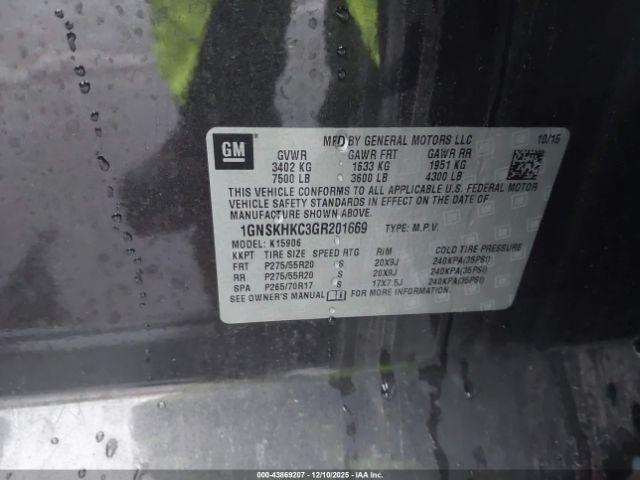 GM
MFD BY GENERAL MOTORS LLC 10/15
GVWR GAWR FRT GAWR RR
3402 KG 1633 KG 1951 KG
7500 LB 3600 LB 4300 LB
THIS VEHICLE CONFORMS TO ALL APPLICABLE U.S. FEDERAL MOTOR
VEHICLE SAFETY STANDARDS IN EFFECT ON THE DATE OF
MANUFACTURE SHOWN ABOVE.
1GNSKHKC3GR201669 TYPE: M.P.V.
MODEL: K15906
KKPT TIRE SIZE SPEED RTG RIM COLD TIRE PRESSURE
FRT P275/55R20 S 20X9J 240KPA(35PSI)
RR P275/55R20 S 20X9J 240KPA(35PSI)
SPA P265/70R17 S 17X7.5J 240KPA(35PSI)
SEE OWNER'S MANUAL FOR MORE INFORMATION.
000-43869207 - 12/10/2025 - IAA Inc.